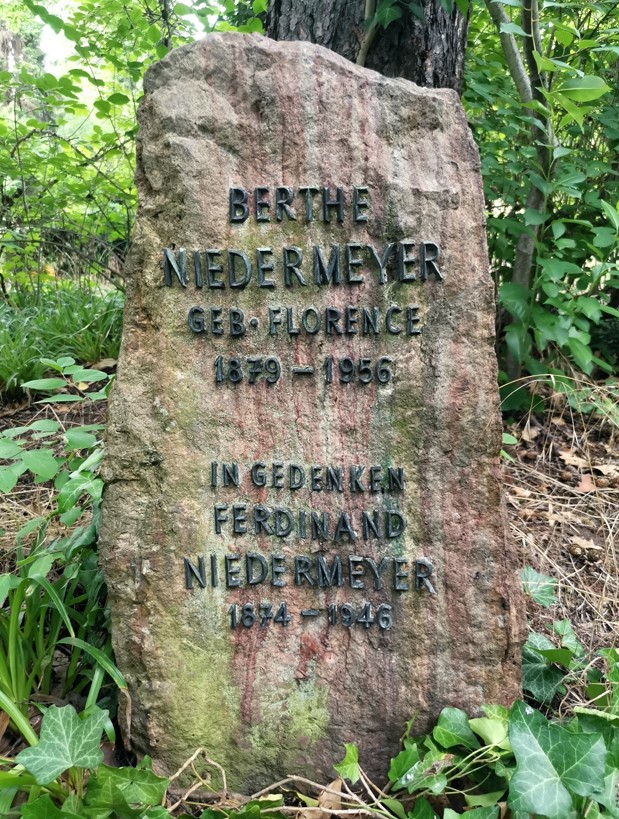 BERTHE
NIEDERMEYER
GEB · FLORENCE
1879 – 1956
IN GEDENKEN
FERDINAND
NIEDERMEYER
1874 – 1946